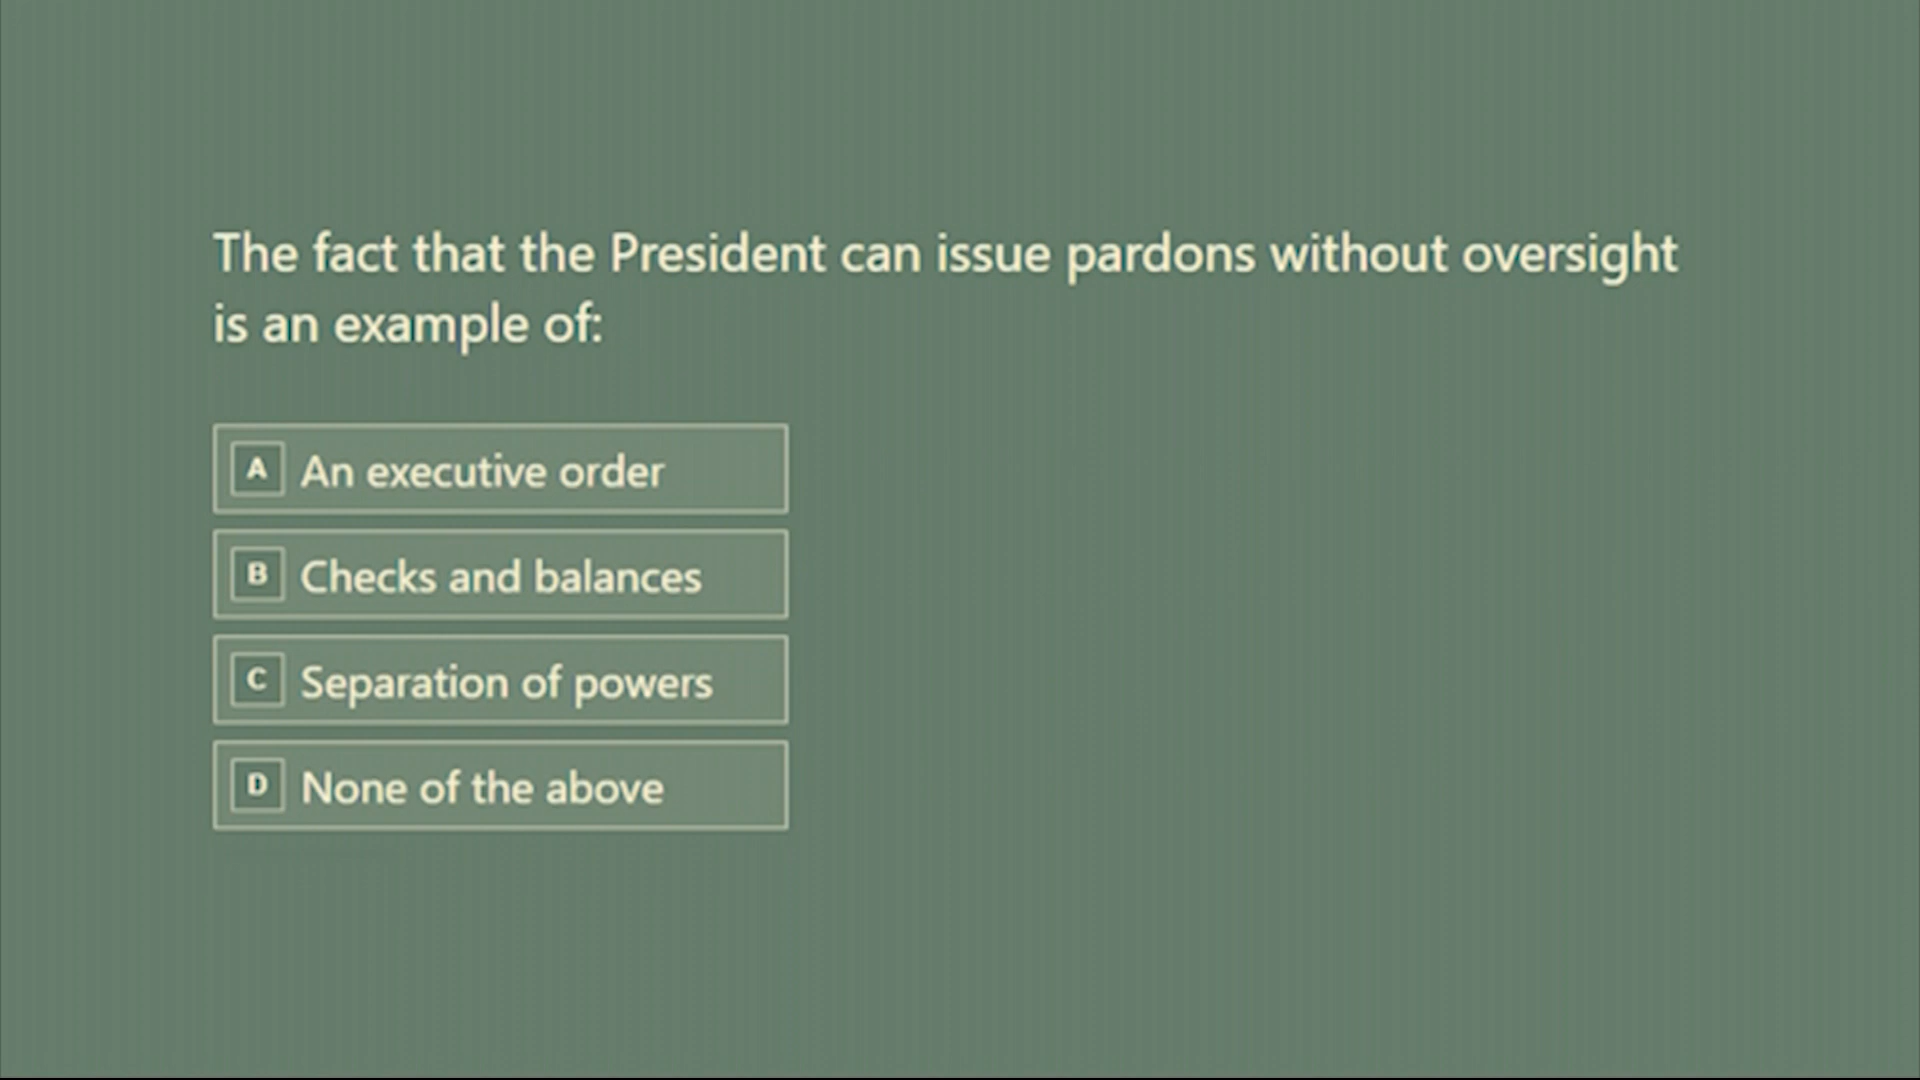 The fact that the President can issue pardons without oversight
is an example of:
A An executive order
B Checks and balances
C Separation of powers
D None of the above